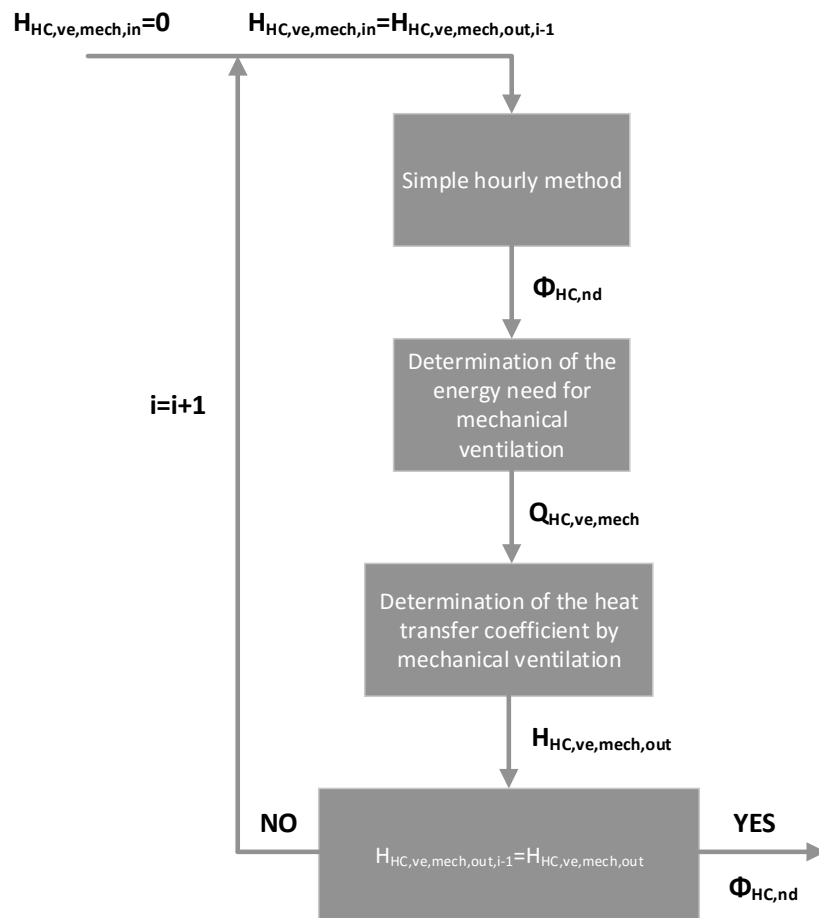 H_HC,ve,mech,in=0
H_HC,ve,mech,in=H_HC,ve,mech,out,i-1
Simple hourly method
Φ_HC,nd
Determination of the
energy need for
mechanical
ventilation
i=i+1
Q_HC,ve,mech
Determination of the heat
transfer coefficient by
mechanical ventilation
H_HC,ve,mech,out
NO
YES
H_HC,ve,mech,out,i-1=H_HC,ve,mech,out
Φ_HC,nd